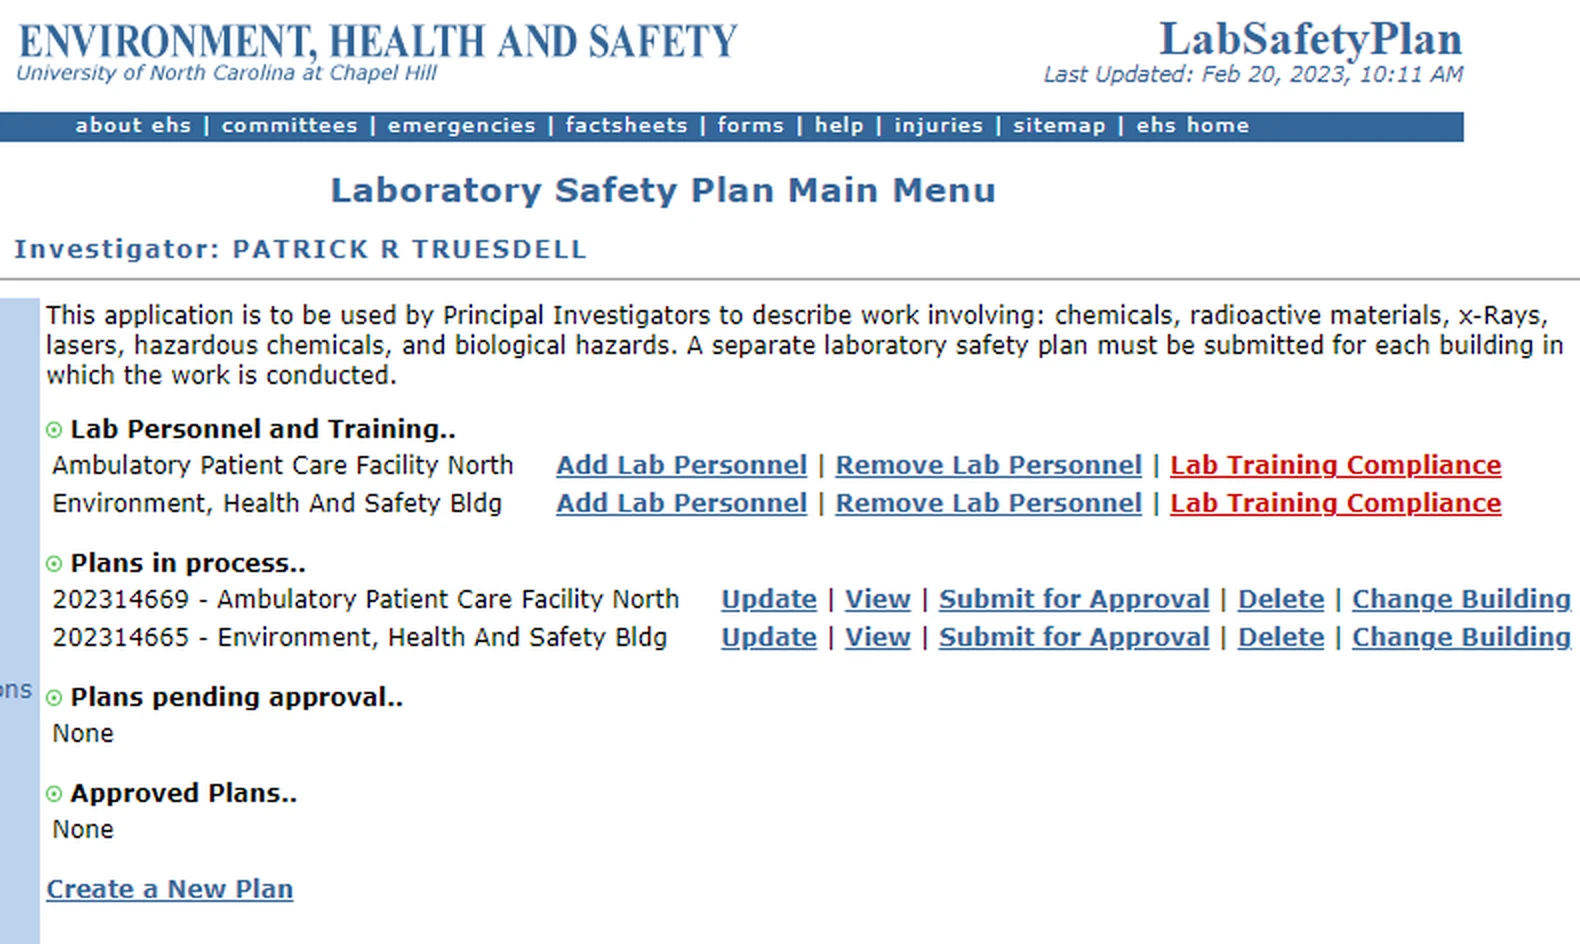 ENVIRONMENT, HEALTH AND SAFETY
University of North Carolina at Chapel Hill
LabSafetyPlan
Last Updated: Feb 20, 2023, 10:11 AM
about ehs | committees | emergencies | factsheets | forms | help | injuries | sitemap | ehs home
Laboratory Safety Plan Main Menu
Investigator: PATRICK R TRUESDELL
This application is to be used by Principal Investigators to describe work involving: chemicals, radioactive materials, x-Rays,
lasers, hazardous chemicals, and biological hazards. A separate laboratory safety plan must be submitted for each building in
which the work is conducted.
Lab Personnel and Training..
Ambulatory Patient Care Facility North Add Lab Personnel | Remove Lab Personnel | Lab Training Compliance
Environment, Health And Safety Bldg Add Lab Personnel | Remove Lab Personnel | Lab Training Compliance
Plans in process..
202314669 - Ambulatory Patient Care Facility North Update | View | Submit for Approval | Delete | Change Building
202314665 - Environment, Health And Safety Bldg Update | View | Submit for Approval | Delete | Change Building
ons
Plans pending approval..
None
Approved Plans..
None
Create a New Plan